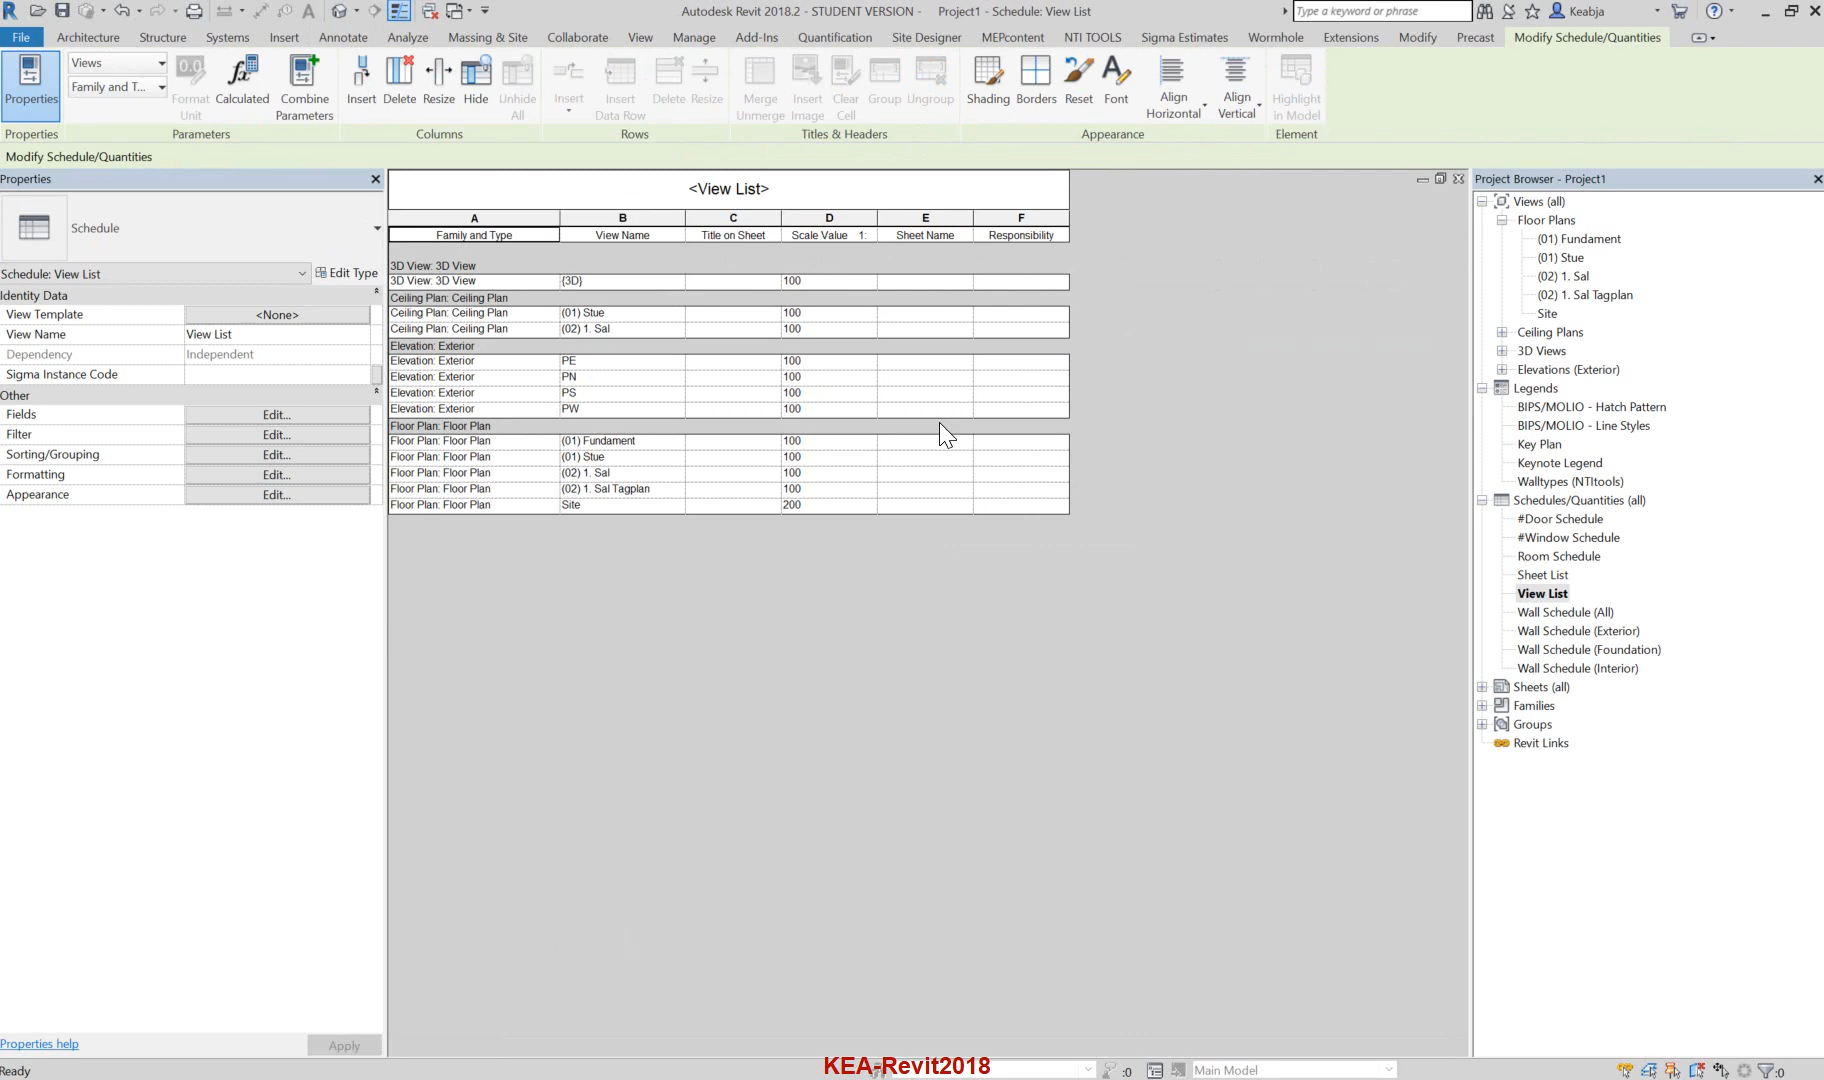 Autodesk Revit 2018.2 - STUDENT VERSION - Project1 - Schedule: View List
Type a keyword or phrase
Keabja
File Architecture Structure Systems Insert Annotate Analyze Massing & Site Collaborate View Manage Add-Ins Quantification Site Designer MEPcontent NTI TOOLS Sigma Estimates Wormhole Extensions Modify Precast Modify Schedule/Quantities
Views
Family and T...
Properties
Format Unit
Calculated
Combine Parameters
Insert
Delete
Resize
Hide
Unhide All
Insert
Insert Data Row
Delete
Resize
Merge Unmerge
Insert Image
Clear Cell
Group
Ungroup
Shading
Borders
Reset
Font
Align Horizontal
Align Vertical
Highlight in Model
Properties Parameters Columns Rows Titles & Headers Appearance Element
Modify Schedule/Quantities
Properties
Schedule
Schedule: View List
Edit Type
Identity Data
View Template <None>
View Name View List
Dependency Independent
Sigma Instance Code
Other
Fields Edit...
Filter Edit...
Sorting/Grouping Edit...
Formatting Edit...
Appearance Edit...
Properties help
Apply
<View List>
A B C D E F
Family and Type View Name Title on Sheet Scale Value 1: Sheet Name Responsibility
3D View: 3D View
3D View: 3D View {3D} 100
Ceiling Plan: Ceiling Plan
Ceiling Plan: Ceiling Plan (01) Stue 100
Ceiling Plan: Ceiling Plan (02) 1. Sal 100
Elevation: Exterior
Elevation: Exterior PE 100
Elevation: Exterior PN 100
Elevation: Exterior PS 100
Elevation: Exterior PW 100
Floor Plan: Floor Plan
Floor Plan: Floor Plan (01) Fundament 100
Floor Plan: Floor Plan (01) Stue 100
Floor Plan: Floor Plan (02) 1. Sal 100
Floor Plan: Floor Plan (02) 1. Sal Tagplan 100
Floor Plan: Floor Plan Site 200
Project Browser - Project1
Views (all)
Floor Plans
(01) Fundament
(01) Stue
(02) 1. Sal
(02) 1. Sal Tagplan
Site
Ceiling Plans
3D Views
Elevations (Exterior)
Legends
BIPS/MOLIO - Hatch Pattern
BIPS/MOLIO - Line Styles
Key Plan
Keynote Legend
Walltypes (NTItools)
Schedules/Quantities (all)
#Door Schedule
#Window Schedule
Room Schedule
Sheet List
View List
Wall Schedule (All)
Wall Schedule (Exterior)
Wall Schedule (Foundation)
Wall Schedule (Interior)
Sheets (all)
Families
Groups
Revit Links
Ready
KEA-Revit2018
:0
Main Model
:0